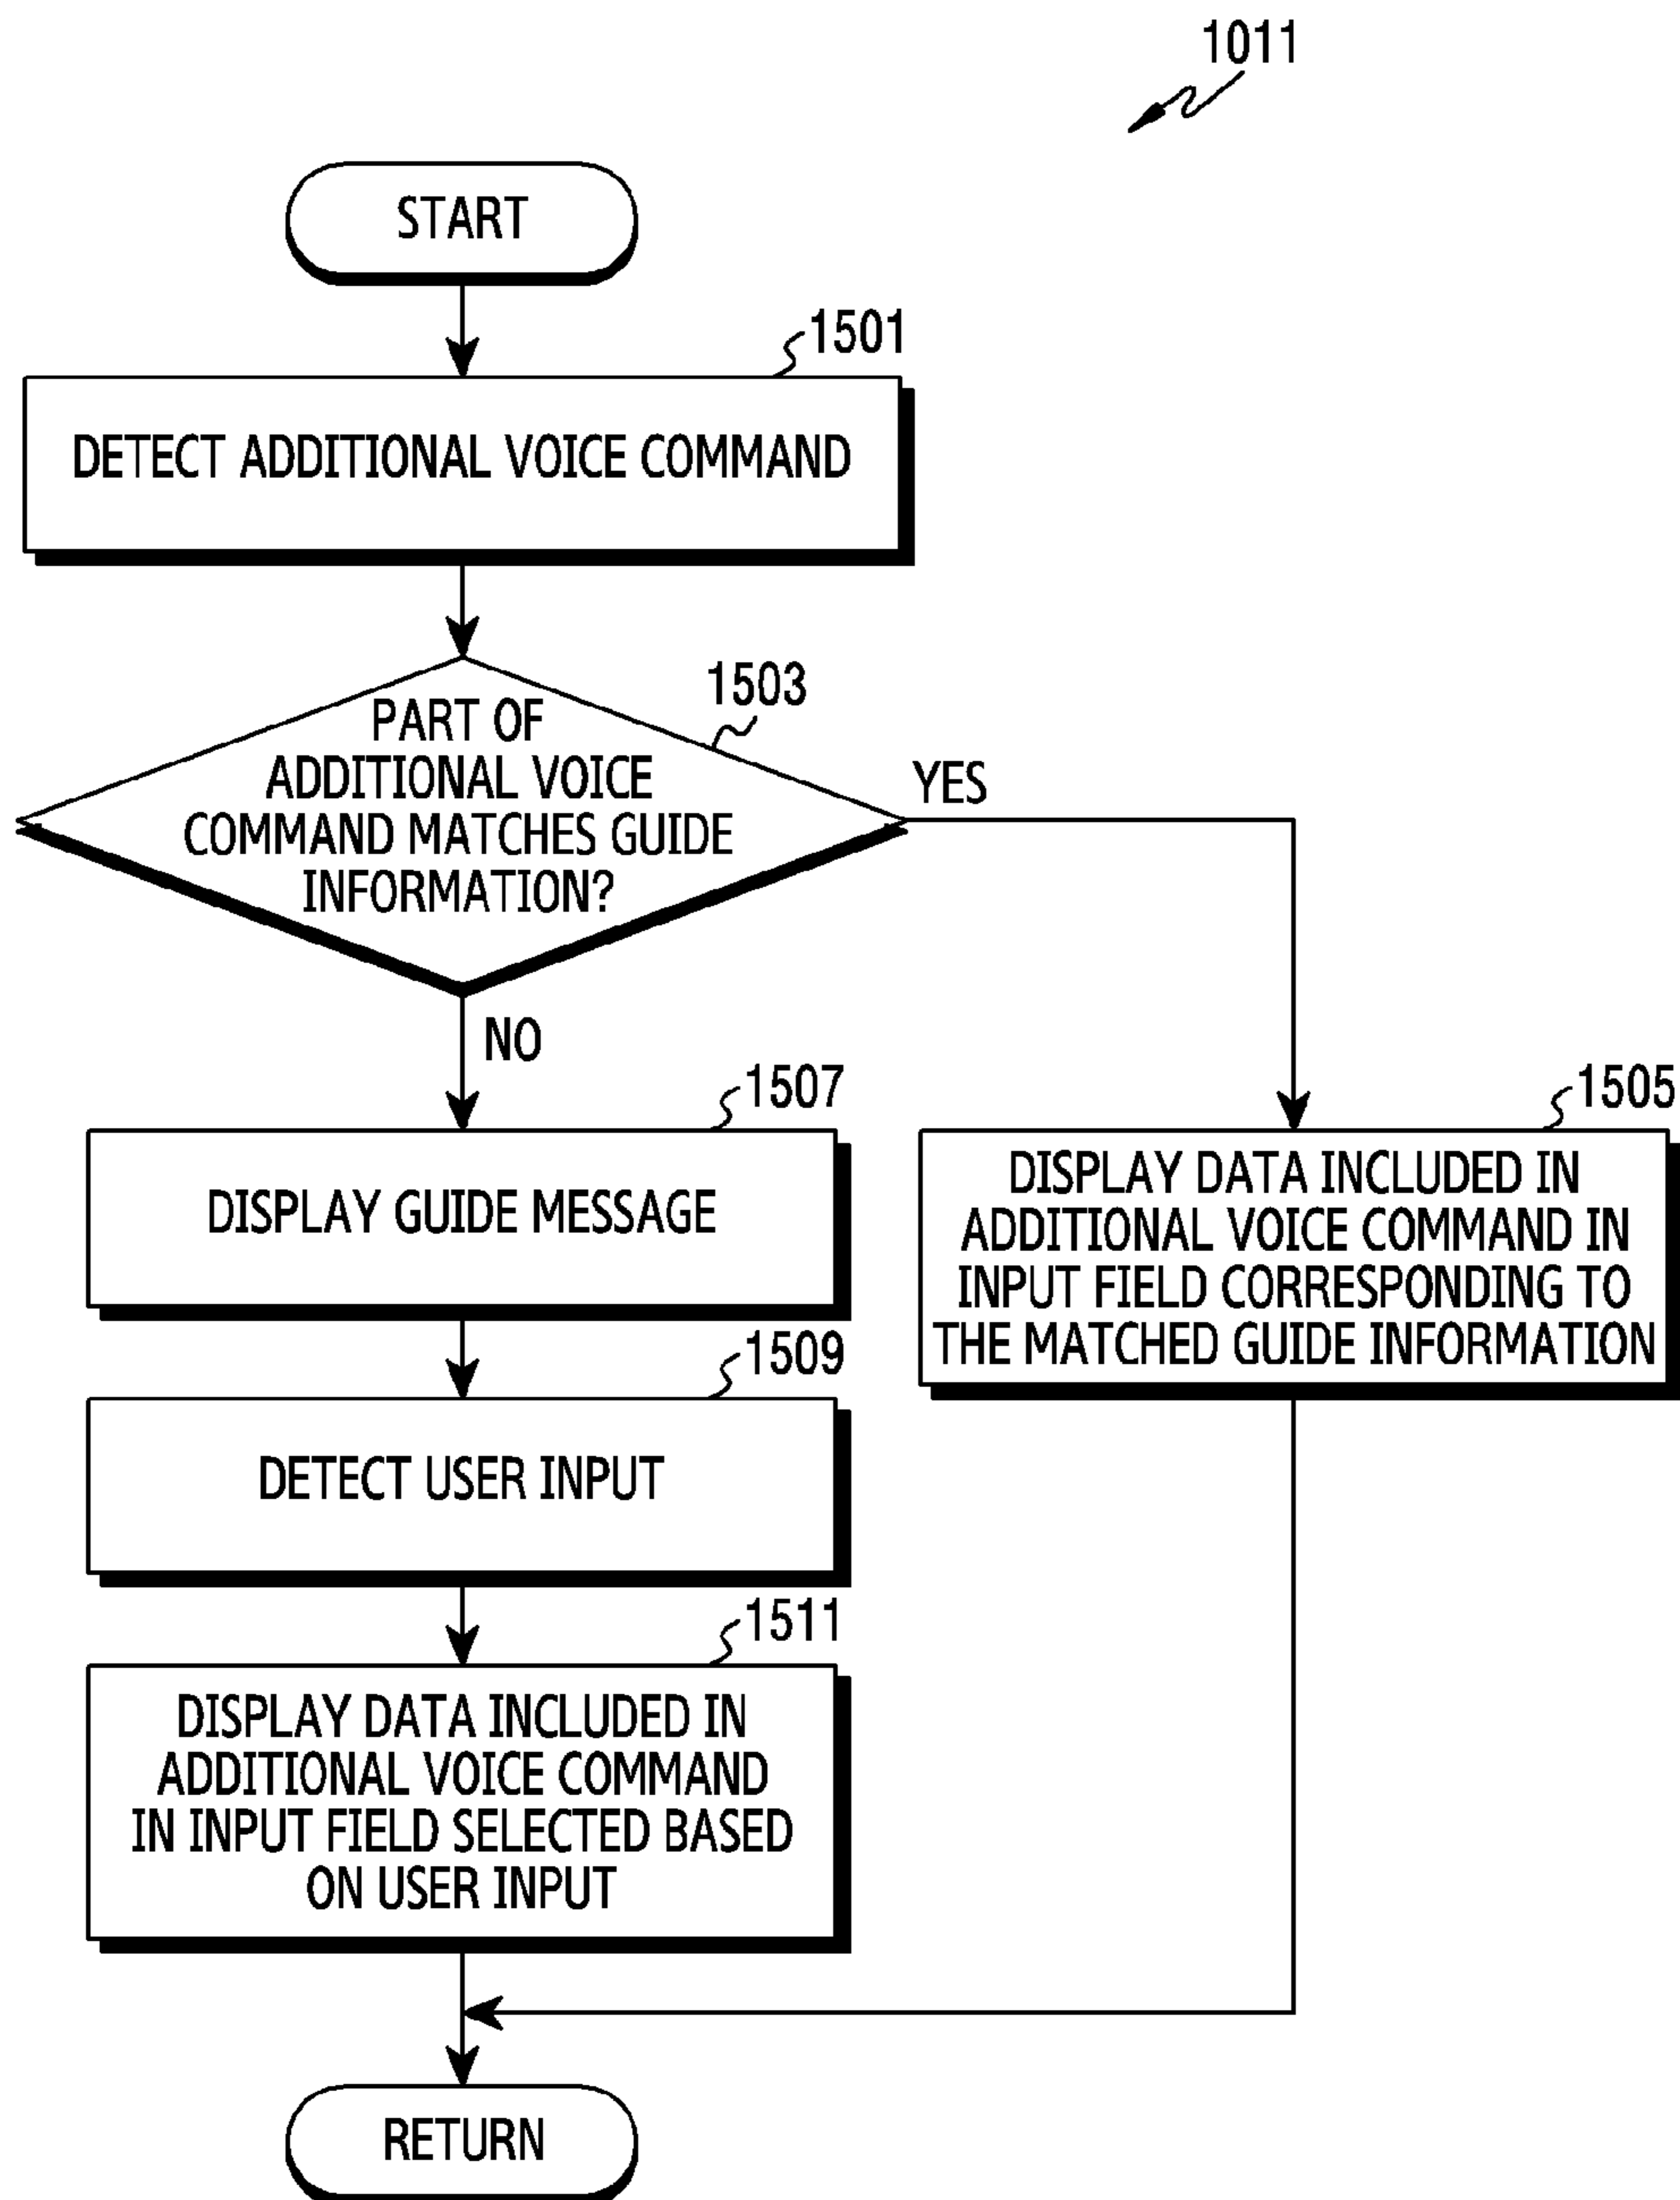 1011
START
1501
DETECT ADDITIONAL VOICE COMMAND
1503
PART OF
ADDITIONAL VOICE
COMMAND MATCHES GUIDE
INFORMATION?
YES
NO
1507
DISPLAY GUIDE MESSAGE
1505
DISPLAY DATA INCLUDED IN
ADDITIONAL VOICE COMMAND IN
INPUT FIELD CORRESPONDING TO
THE MATCHED GUIDE INFORMATION
1509
DETECT USER INPUT
1511
DISPLAY DATA INCLUDED IN
ADDITIONAL VOICE COMMAND
IN INPUT FIELD SELECTED BASED
ON USER INPUT
RETURN